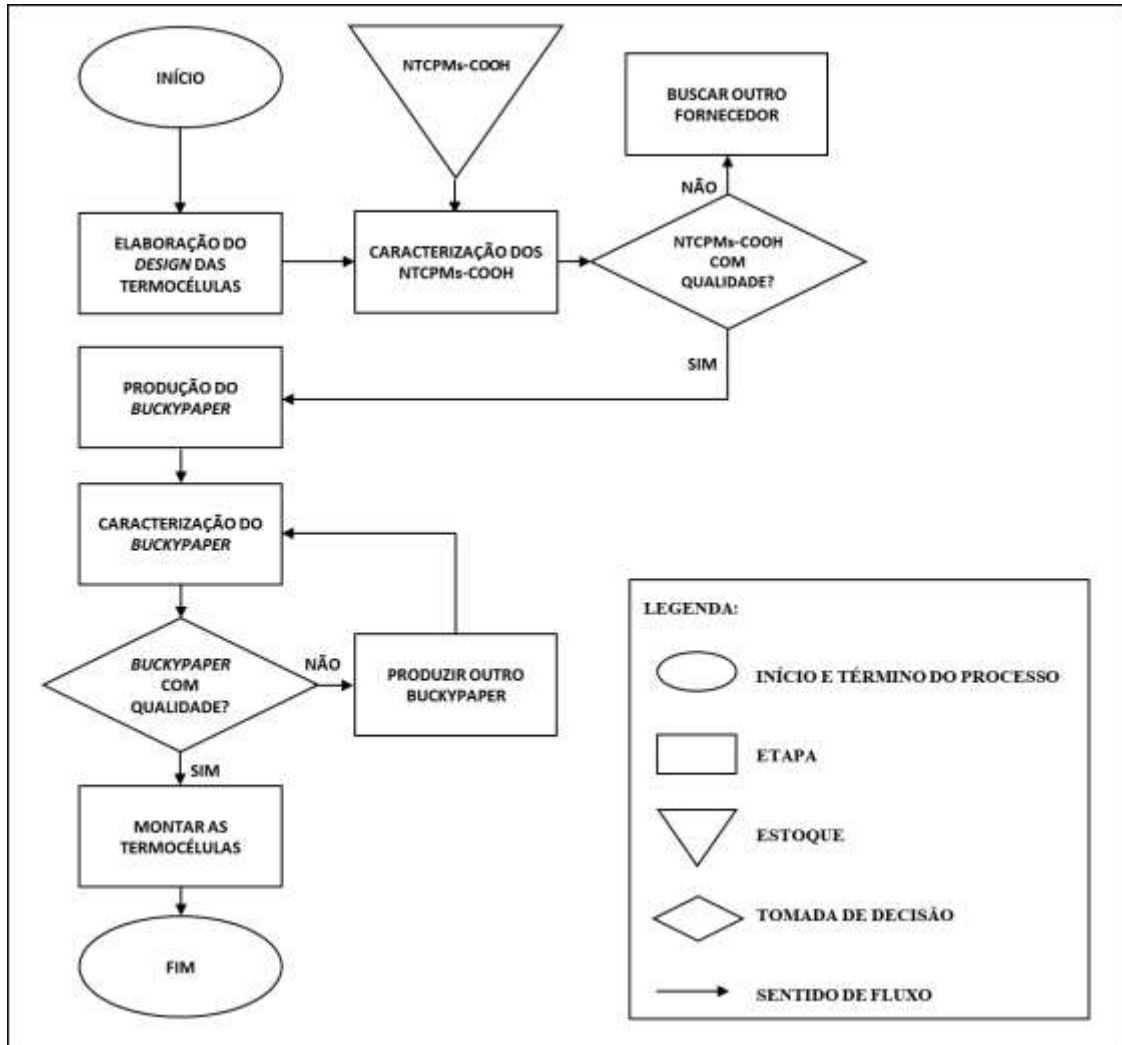 INÍCIO
NTCPMs-COOH
BUSCAR OUTRO
FORNECEDOR
NÃO
ELABORAÇÃO DO
DESIGN DAS
TERMOCÉLULAS
CARACTERIZAÇÃO DOS
NTCPMs-COOH
NTCPMs-COOH
COM
QUALIDADE?
SIM
PRODUÇÃO DO
BUCKYPAPER
CARACTERIZAÇÃO DO
BUCKYPAPER
BUCKYPAPER
COM
QUALIDADE?
NÃO
PRODUZIR OUTRO
BUCKYPAPER
SIM
MONTAR AS
TERMOCÉLULAS
FIM
LEGENDA:
INÍCIO E TÉRMINO DO PROCESSO
ETAPA
ESTOQUE
TOMADA DE DECISÃO
SENTIDO DE FLUXO